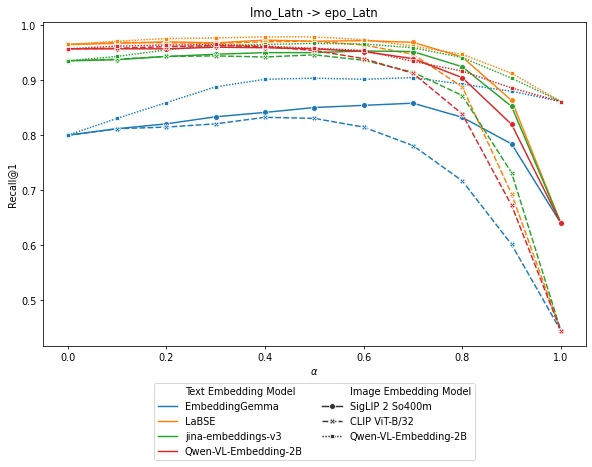 lmo_Latn -> epo_Latn
1.0
0.9
0.8
0.7
0.6
0.5
Recall@1
0.0 0.2 0.4 0.6 0.8 1.0
α
Text Embedding Model Image Embedding Model
EmbeddingGemma SigLIP 2 So400m
LaBSE CLIP ViT-B/32
jina-embeddings-v3 Qwen-VL-Embedding-2B
Qwen-VL-Embedding-2B